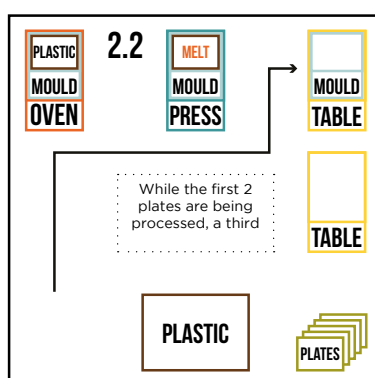 2.2
PLASTIC
MOULD
OVEN
MELT
MOULD
PRESS
MOULD
TABLE
While the first 2
plates are being
processed, a third
TABLE
PLASTIC
PLATES